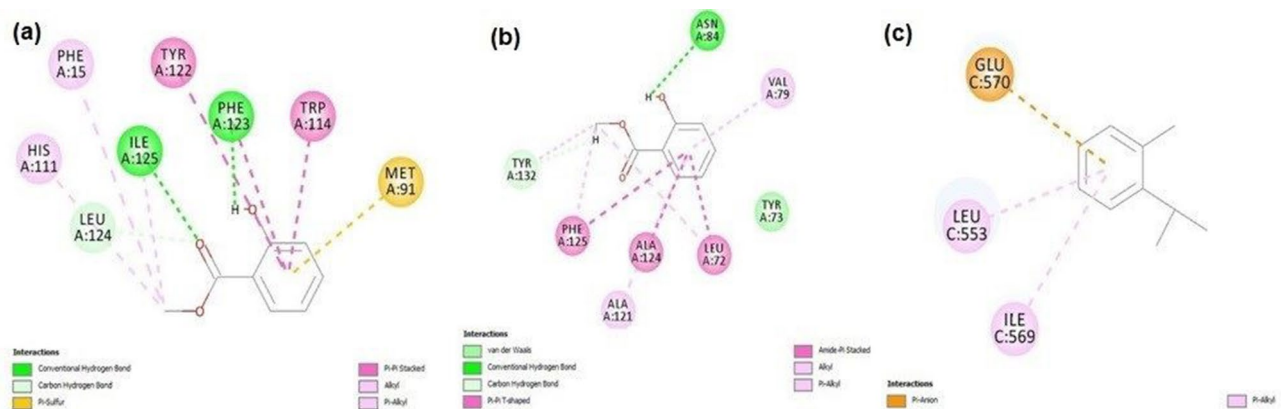 (a)
PHE
A:15
TYR
A:122
PHE
A:123
TRP
A:114
ILE
A:125
HIS
A:111
MET
A:91
LEU
A:124
H
O
O
O
Interactions
Conventional Hydrogen Bond
Carbon Hydrogen Bond
Pi-Sulfur
Pi-Pi Stacked
Alkyl
Pi-Alkyl
(b)
ASN
A:84
VAL
A:79
H
O
O
H
O
TYR
A:132
TYR
A:73
PHE
A:125
ALA
A:124
LEU
A:72
ALA
A:121
Interactions
van der Waals
Conventional Hydrogen Bond
Carbon Hydrogen Bond
Pi-Pi T-shaped
Amide-Pi Stacked
Alkyl
Pi-Alkyl
(c)
GLU
C:570
LEU
C:553
ILE
C:569
Interactions
Pi-Anion
Pi-Alkyl